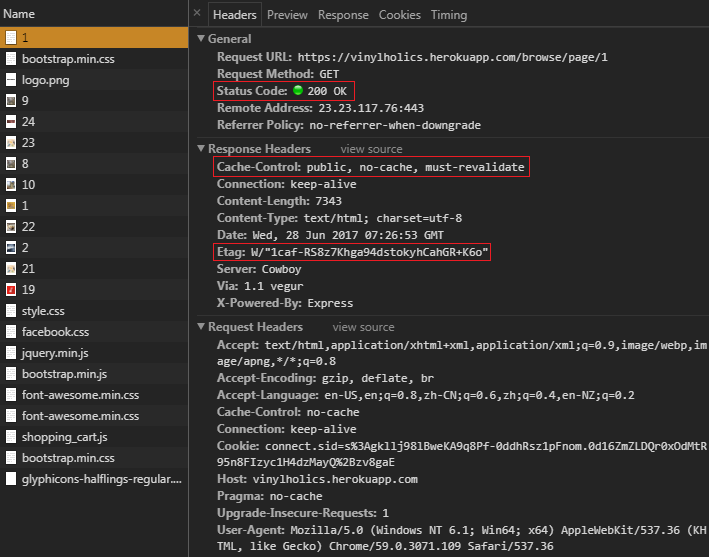 Name
1
bootstrap.min.css
logo.png
9
24
23
8
10
1
22
2
21
19
style.css
facebook.css
jquery.min.js
bootstrap.min.js
font-awesome.min.css
font-awesome.min.css
shopping_cart.js
bootstrap.min.css
glyphicons-halflings-regular....
× Headers Preview Response Cookies Timing
▼ General
Request URL: https://vinylholics.herokuapp.com/browse/page/1
Request Method: GET
Status Code: 200 OK
Remote Address: 23.23.117.76:443
Referrer Policy: no-referrer-when-downgrade
▼ Response Headers view source
Cache-Control: public, no-cache, must-revalidate
Connection: keep-alive
Content-Length: 7343
Content-Type: text/html; charset=utf-8
Date: Wed, 28 Jun 2017 07:26:53 GMT
Etag: W/"1caf-RS8z7Khga94dstokyhCahGR+K6o"
Server: Cowboy
Via: 1.1 vegur
X-Powered-By: Express
▼ Request Headers view source
Accept: text/html,application/xhtml+xml,application/xml;q=0.9,image/webp,im
age/apng,*/*;q=0.8
Accept-Encoding: gzip, deflate, br
Accept-Language: en-US,en;q=0.8,zh-CN;q=0.6,zh;q=0.4,en-NZ;q=0.2
Cache-Control: no-cache
Connection: keep-alive
Cookie: connect.sid=s%3Agkllj98lBweKA9q8Pf-0ddhRsz1pFnom.0d16ZmZLDQr0xOdMtR
95n8FIzyc1H4dzMayQ%2Bzv8gaE
Host: vinylholics.herokuapp.com
Pragma: no-cache
Upgrade-Insecure-Requests: 1
User-Agent: Mozilla/5.0 (Windows NT 6.1; Win64; x64) AppleWebKit/537.36 (KH
TML, like Gecko) Chrome/59.0.3071.109 Safari/537.36